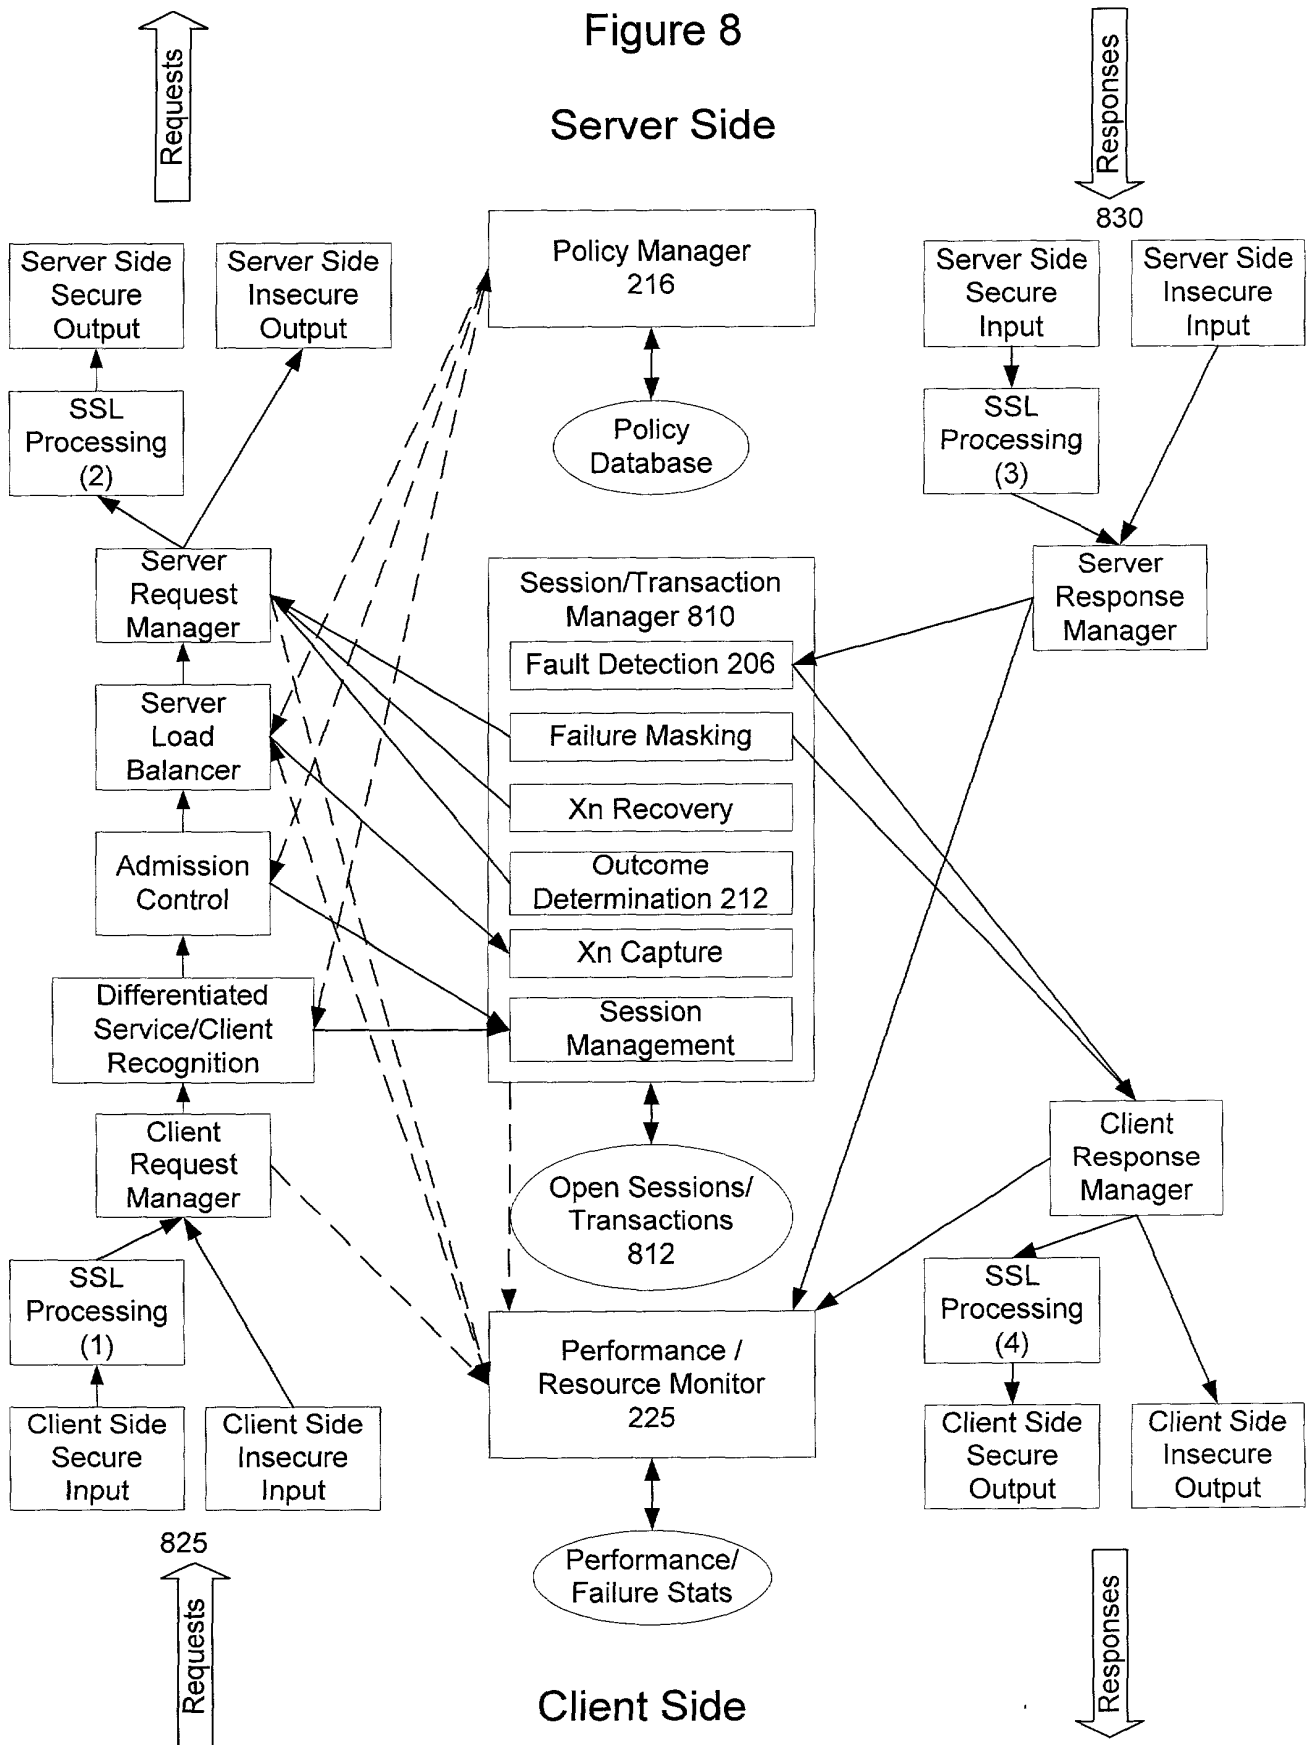 Figure 8
Server Side
Requests
Responses
830
Server Side
Secure
Output
Server Side
Insecure
Output
Policy Manager
216
Server Side
Secure
Input
Server Side
Insecure
Input
SSL
Processing
(2)
Policy
Database
SSL
Processing
(3)
Server
Request
Manager
Session/Transaction
Manager 810
Fault Detection 206
Failure Masking
Xn Recovery
Outcome
Determination 212
Xn Capture
Session
Management
Server
Response
Manager
Server
Load
Balancer
Admission
Control
Differentiated
Service/Client
Recognition
Client
Request
Manager
Open Sessions/
Transactions
812
Client
Response
Manager
SSL
Processing
(1)
Performance /
Resource Monitor
225
SSL
Processing
(4)
Client Side
Secure
Input
Client Side
Insecure
Input
Client Side
Secure
Output
Client Side
Insecure
Output
825
Performance/
Failure Stats
Requests
Responses
Client Side